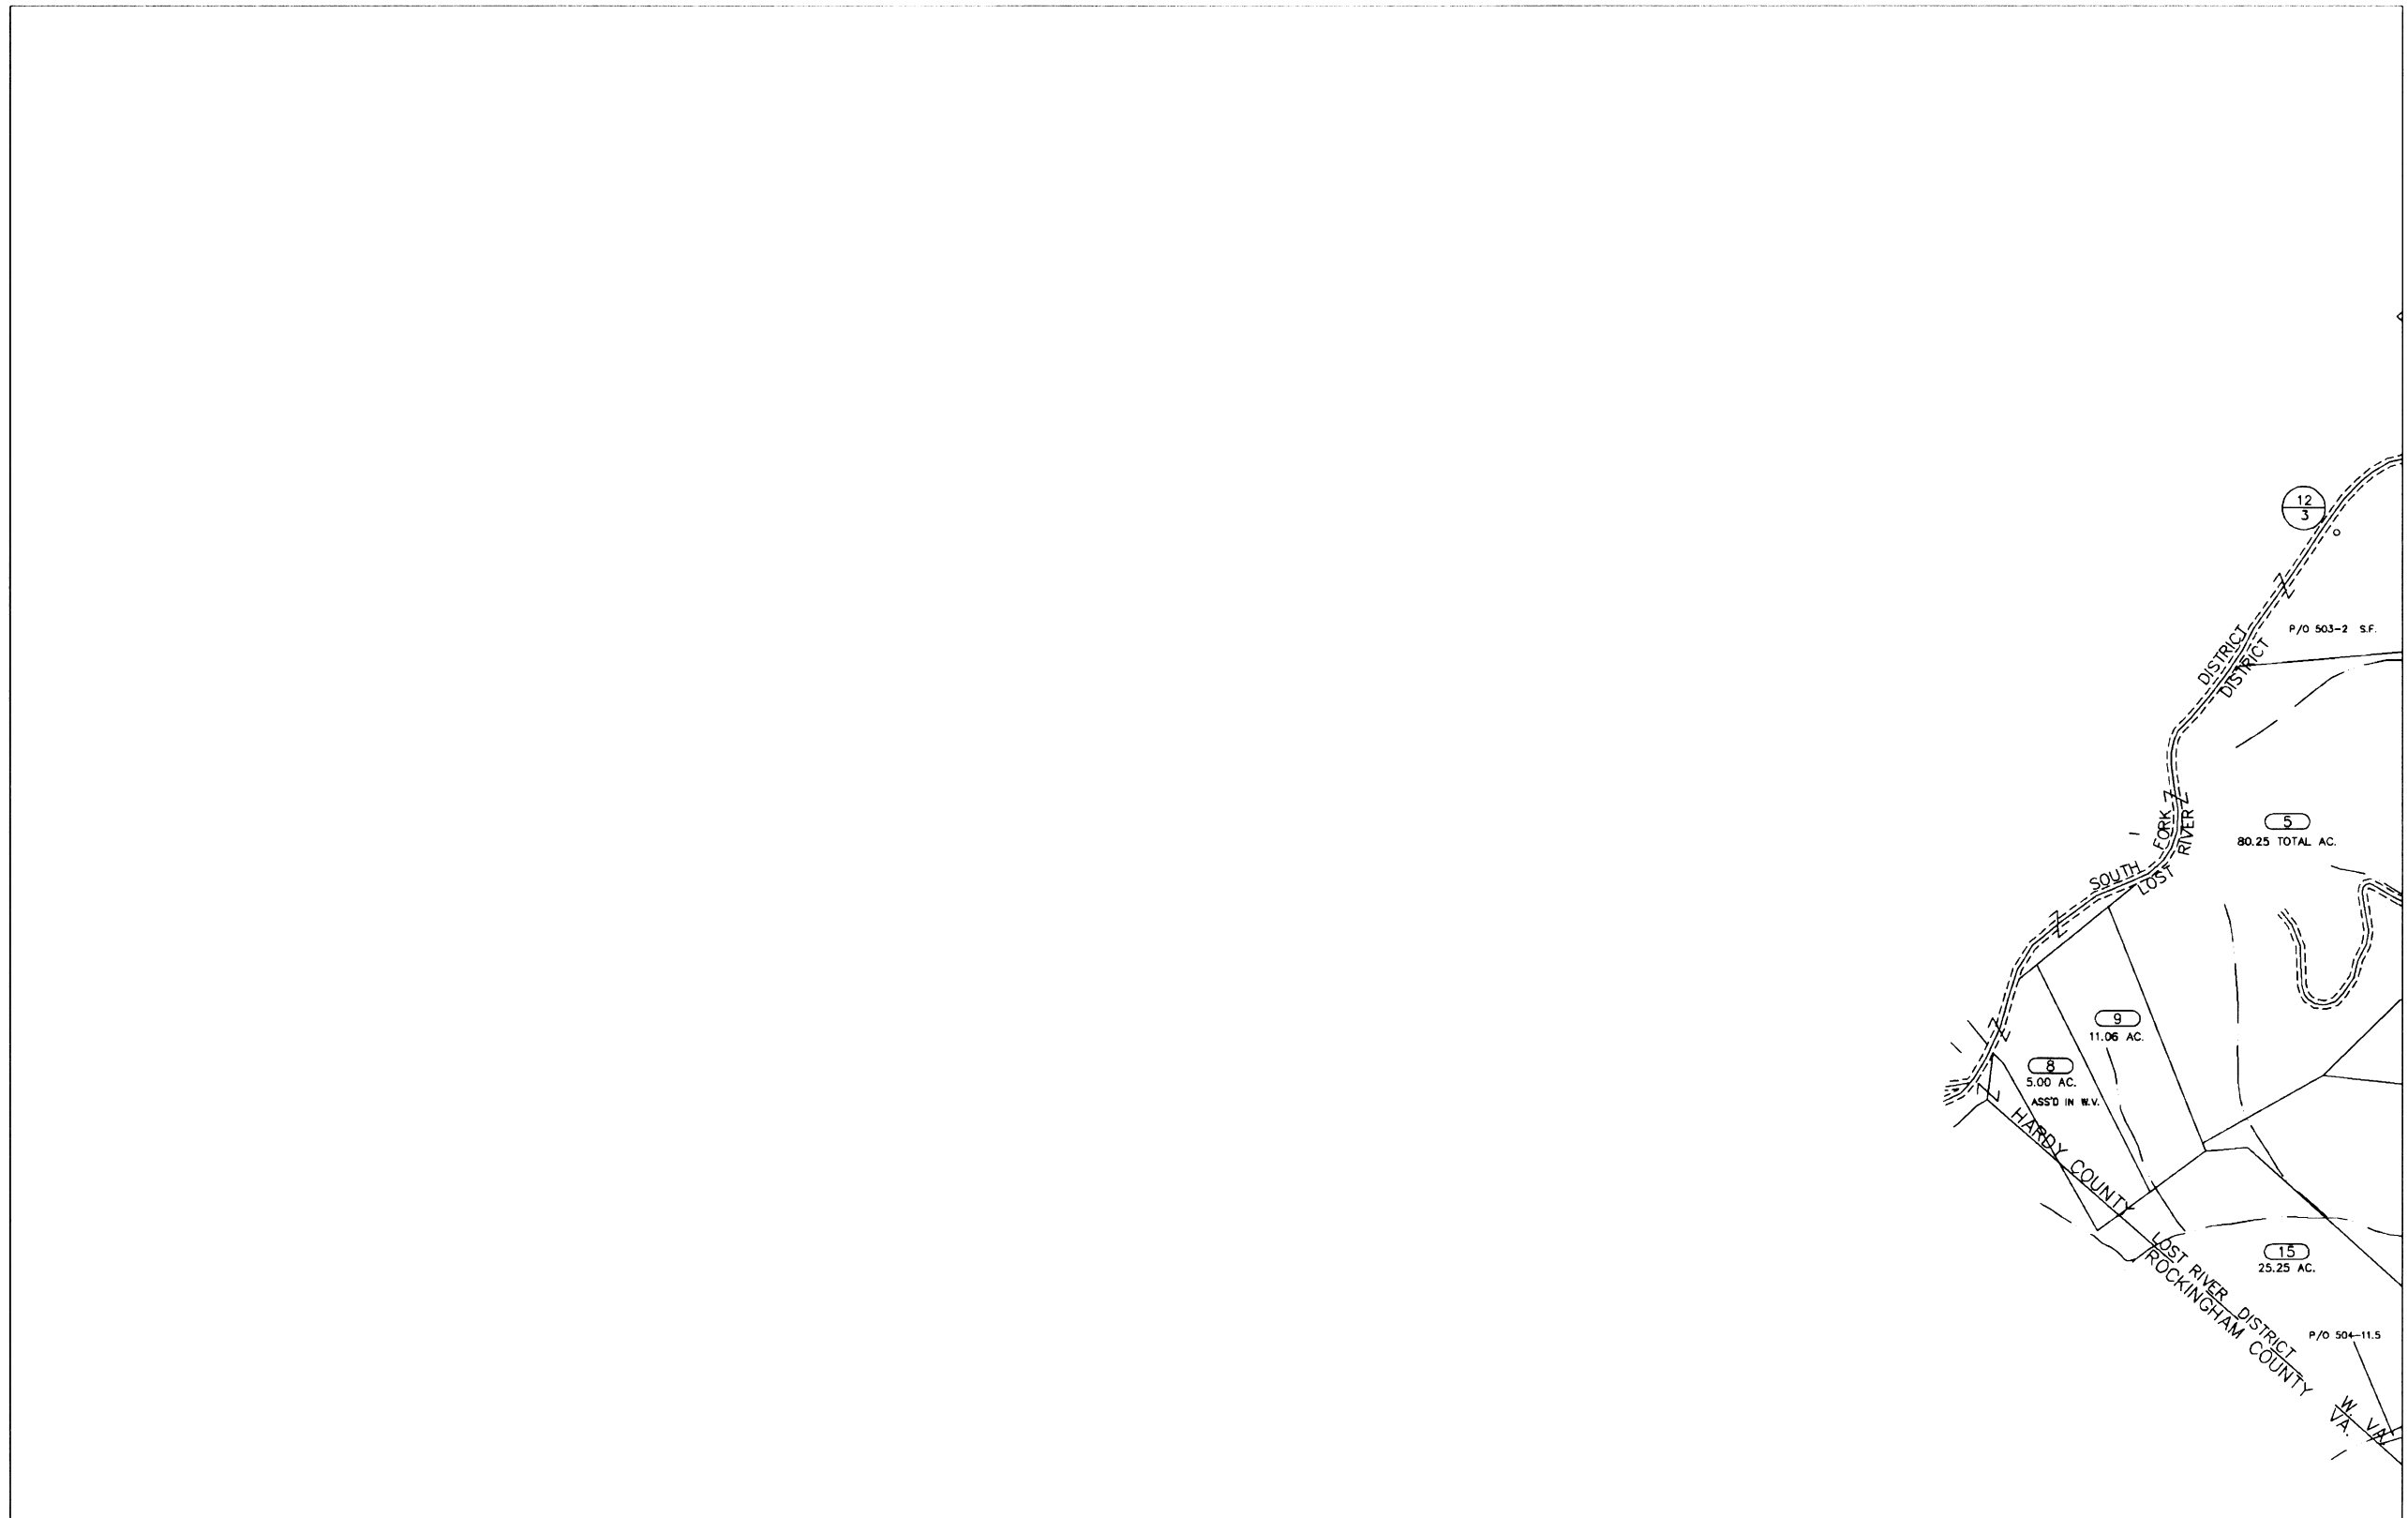 12
3
P/O 503-2 S.F.
DISTRICT
DISTRICT
5
80.25 TOTAL AC.
FORK
RIVER
SOUTH
LOST
9
11.06 AC.
8
5.00 AC.
ASS'D IN W.V.
HARDY COUNTY
LOST RIVER DISTRICT
ROCKINGHAM COUNTY
15
25.25 AC.
P/O 504-11.5
W. VA.
VA.